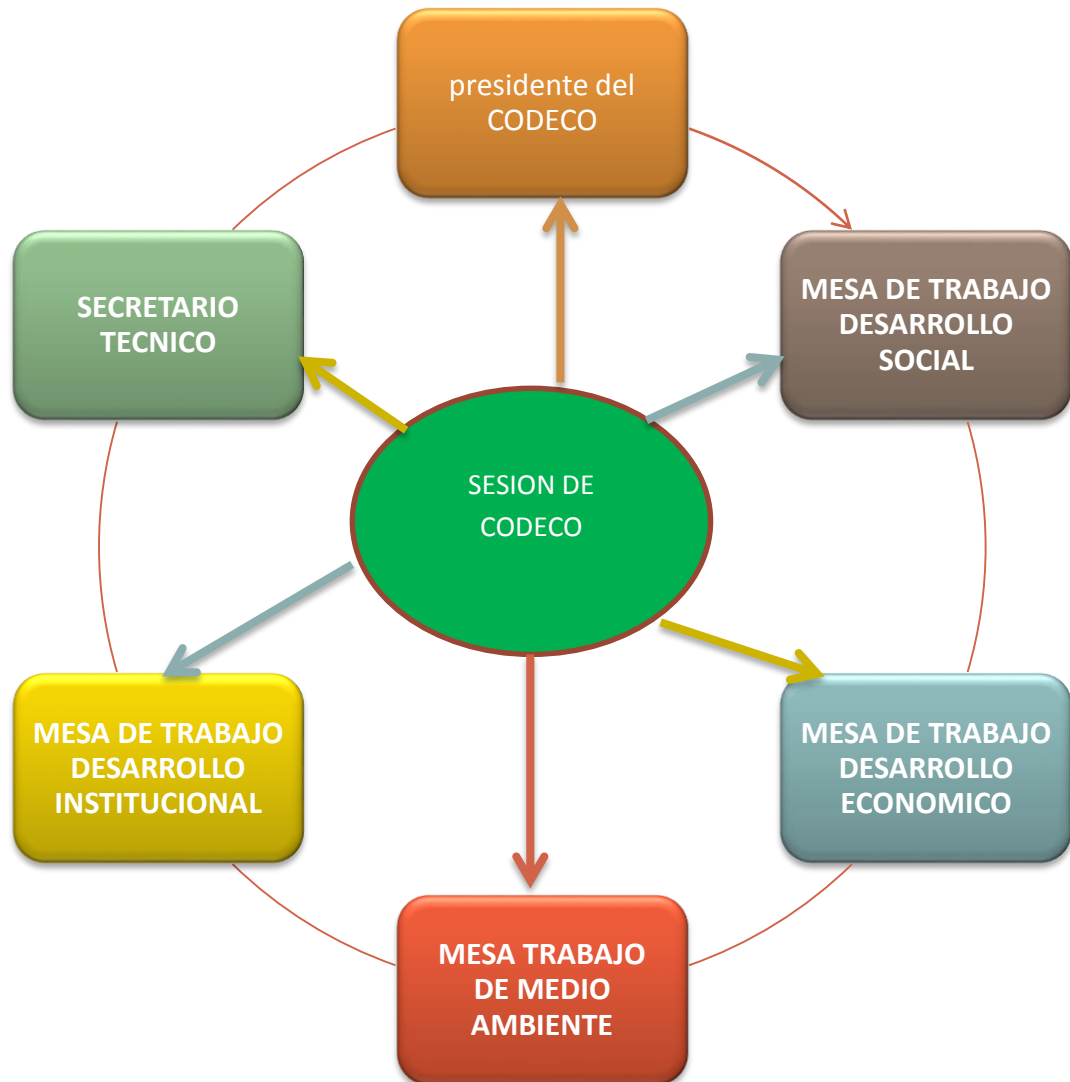 presidente del
CODECO
SECRETARIO
TECNICO
MESA DE TRABAJO
DESARROLLO
SOCIAL
SESION DE
CODECO
MESA DE TRABAJO
DESARROLLO
INSTITUCIONAL
MESA DE TRABAJO
DESARROLLO
ECONOMICO
MESA TRABAJO
DE MEDIO
AMBIENTE